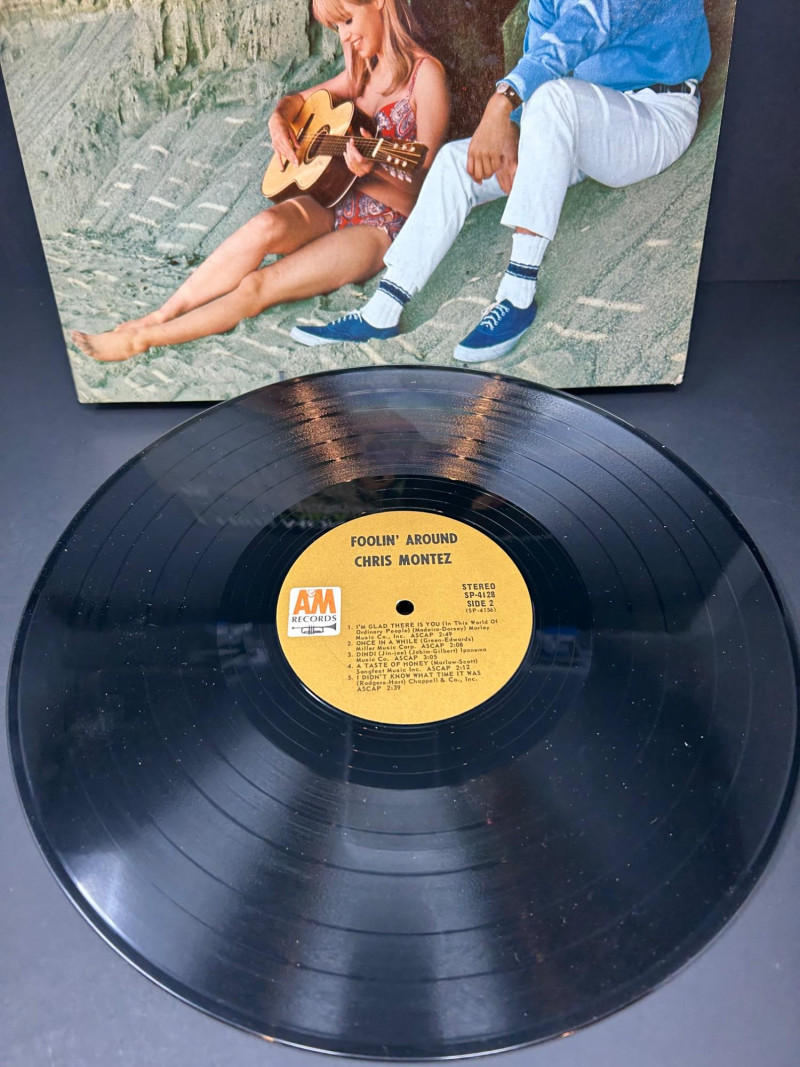 FOOLIN' AROUND
CHRIS MONTEZ
STEREO
SP-4128
SIDE 2
(SP-4156)
A&M
RECORDS
1. I'M GLAD THERE IS YOU (In This World Of
Ordinary People) (Madeira-Dorsey) Morley
Music Co., Inc. ASCAP 2:49
2. ONCE IN A WHILE (Green-Edwards)
Miller Music Corp. ASCAP 2:08
3. DINDI (Jin-jee) (Jobim-Gilbert) Ipanema
Music Co. ASCAP 3:05
4. A TASTE OF HONEY (Marlow-Scott)
Songfest Music Inc. ASCAP 2:12
5. I DIDN'T KNOW WHAT TIME IT WAS
(Rodgers-Hart) Chappell & Co., Inc.
ASCAP 2:39